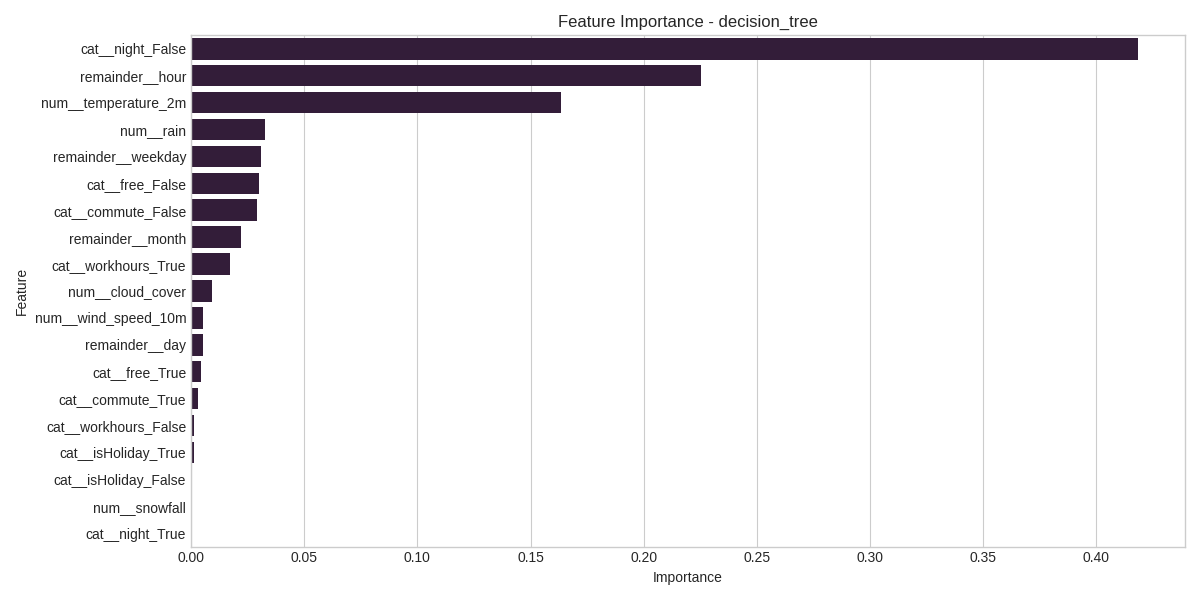 Feature Importance - decision_tree
Feature
cat__night_False
remainder__hour
num__temperature_2m
num__rain
remainder__weekday
cat__free_False
cat__commute_False
remainder__month
cat__workhours_True
num__cloud_cover
num__wind_speed_10m
remainder__day
cat__free_True
cat__commute_True
cat__workhours_False
cat__isHoliday_True
cat__isHoliday_False
num__snowfall
cat__night_True
0.00 0.05 0.10 0.15 0.20 0.25 0.30 0.35 0.40
Importance